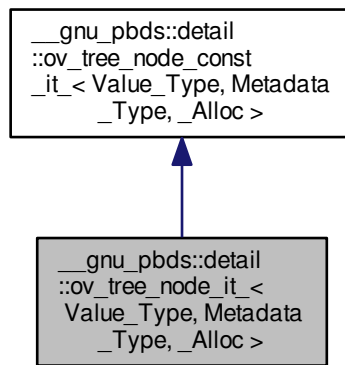 __gnu_pbds::detail
::ov_tree_node_const
_it_< Value_Type, Metadata
_Type, _Alloc >
__gnu_pbds::detail
::ov_tree_node_it_<
Value_Type, Metadata
_Type, _Alloc >